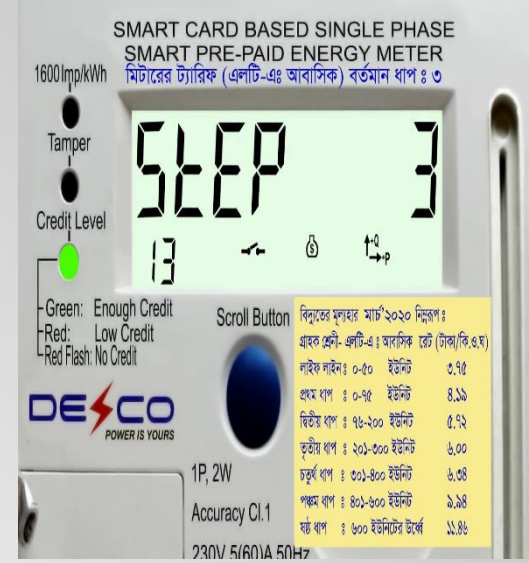 SMART CARD BASED SINGLE PHASE
SMART PRE-PAID ENERGY METER
মিটারের ট্যারিফ (এলটি-এঃ আবাসিক) বর্তমান ধাপ ঃ ৩
1600Imp/kWh
Tamper
Credit Level
StEP 3
13
$
+Q
+P
Green: Enough Credit
Red: Low Credit
Red Flash: No Credit
Scroll Button
DESCO
POWER IS YOURS
1P, 2W
Accuracy Cl.1
230V 5(60)A 50Hz
বিদ্যুতের মূল্যহার মার্চ'২০২০ নিম্নরূপ ঃ
গ্রাহক শ্রেনী- এলটি-এ ঃ আবাসিক রেট (টাকা/কি.ও.ঘ)
লাইফ লাইন ঃ ০-৫০ ইউনিট ৩.৭৫
প্রথম ধাপ ঃ ০-৭৫ ইউনিট ৪.১৯
দ্বিতীয় ধাপ ঃ ৭৬-২০০ ইউনিট ৫.৭২
তৃতীয় ধাপ ঃ ২০১-৩০০ ইউনিট ৬.০০
চতুর্থ ধাপ ঃ ৩০১-৪০০ ইউনিট ৬.৩৪
পঞ্চম ধাপ ঃ ৪০১-৬০০ ইউনিট ৯.৯৪
ষষ্ঠ ধাপ ঃ ৬০০ ইউনিটের উর্ধ্বে ১১.৪৬